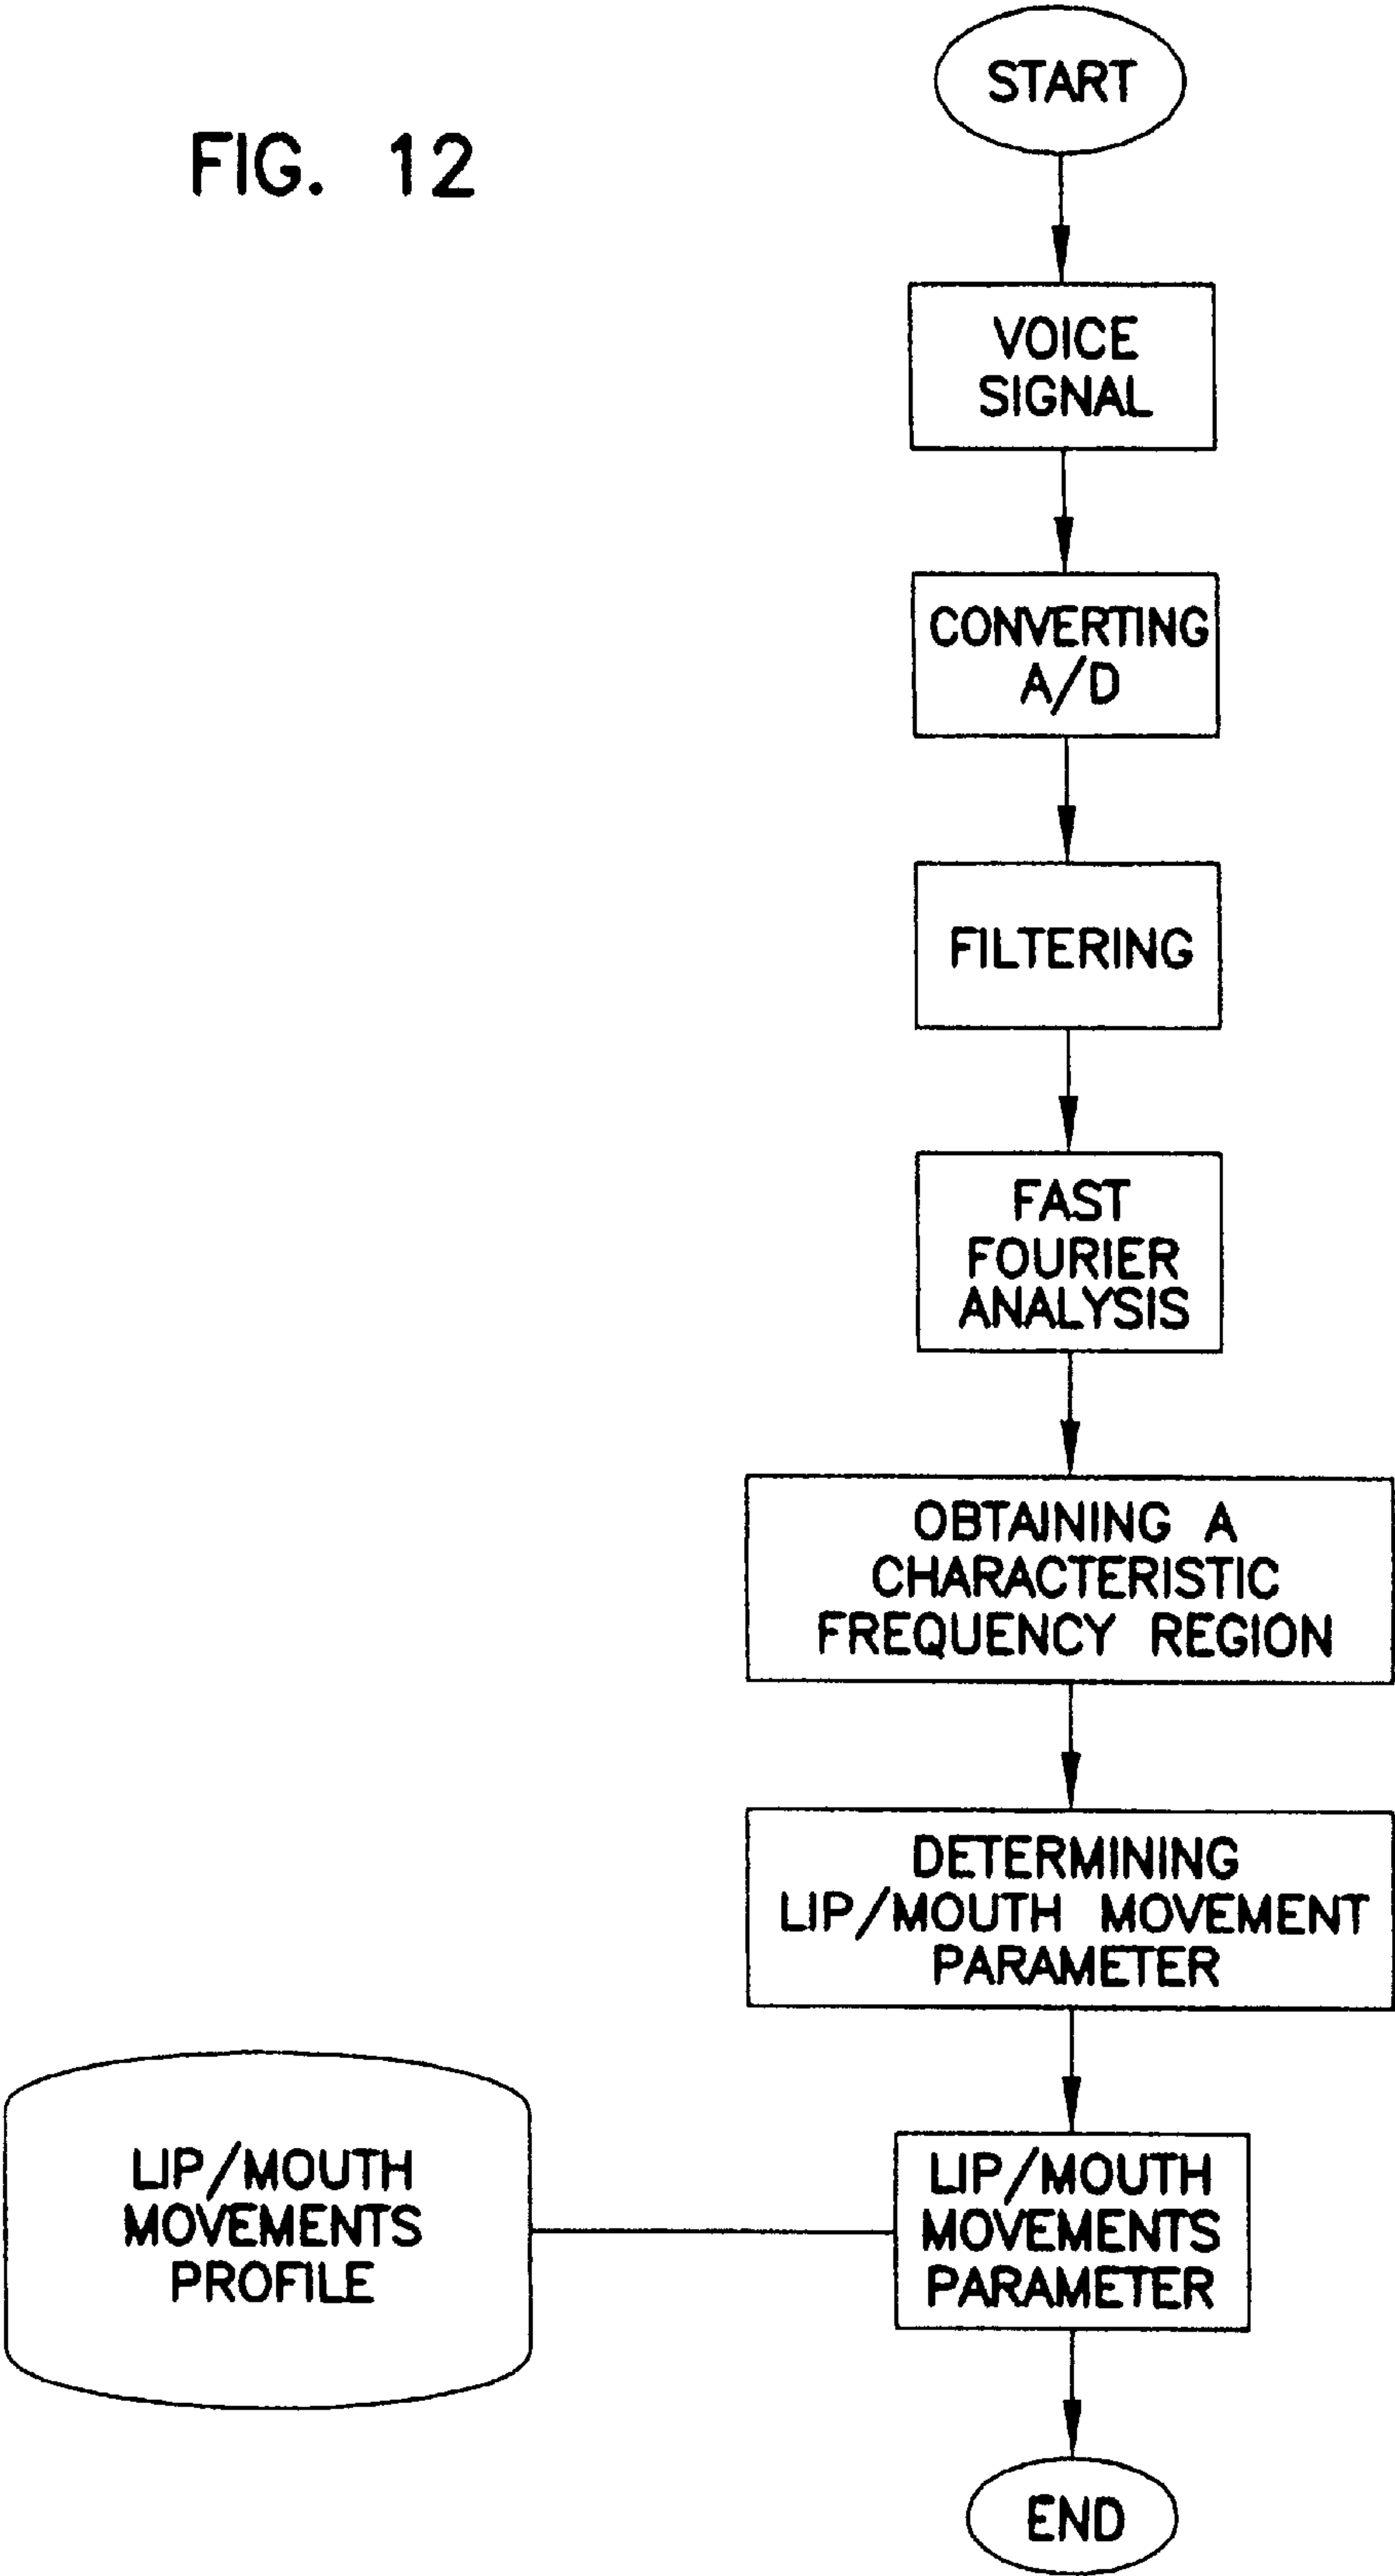 FIG. 12
START
VOICE
SIGNAL
CONVERTING
A/D
FILTERING
FAST
FOURIER
ANALYSIS
OBTAINING A
CHARACTERISTIC
FREQUENCY REGION
DETERMINING
LIP/MOUTH MOVEMENT
PARAMETER
LIP/MOUTH
MOVEMENTS
PROFILE
LIP/MOUTH
MOVEMENTS
PARAMETER
END